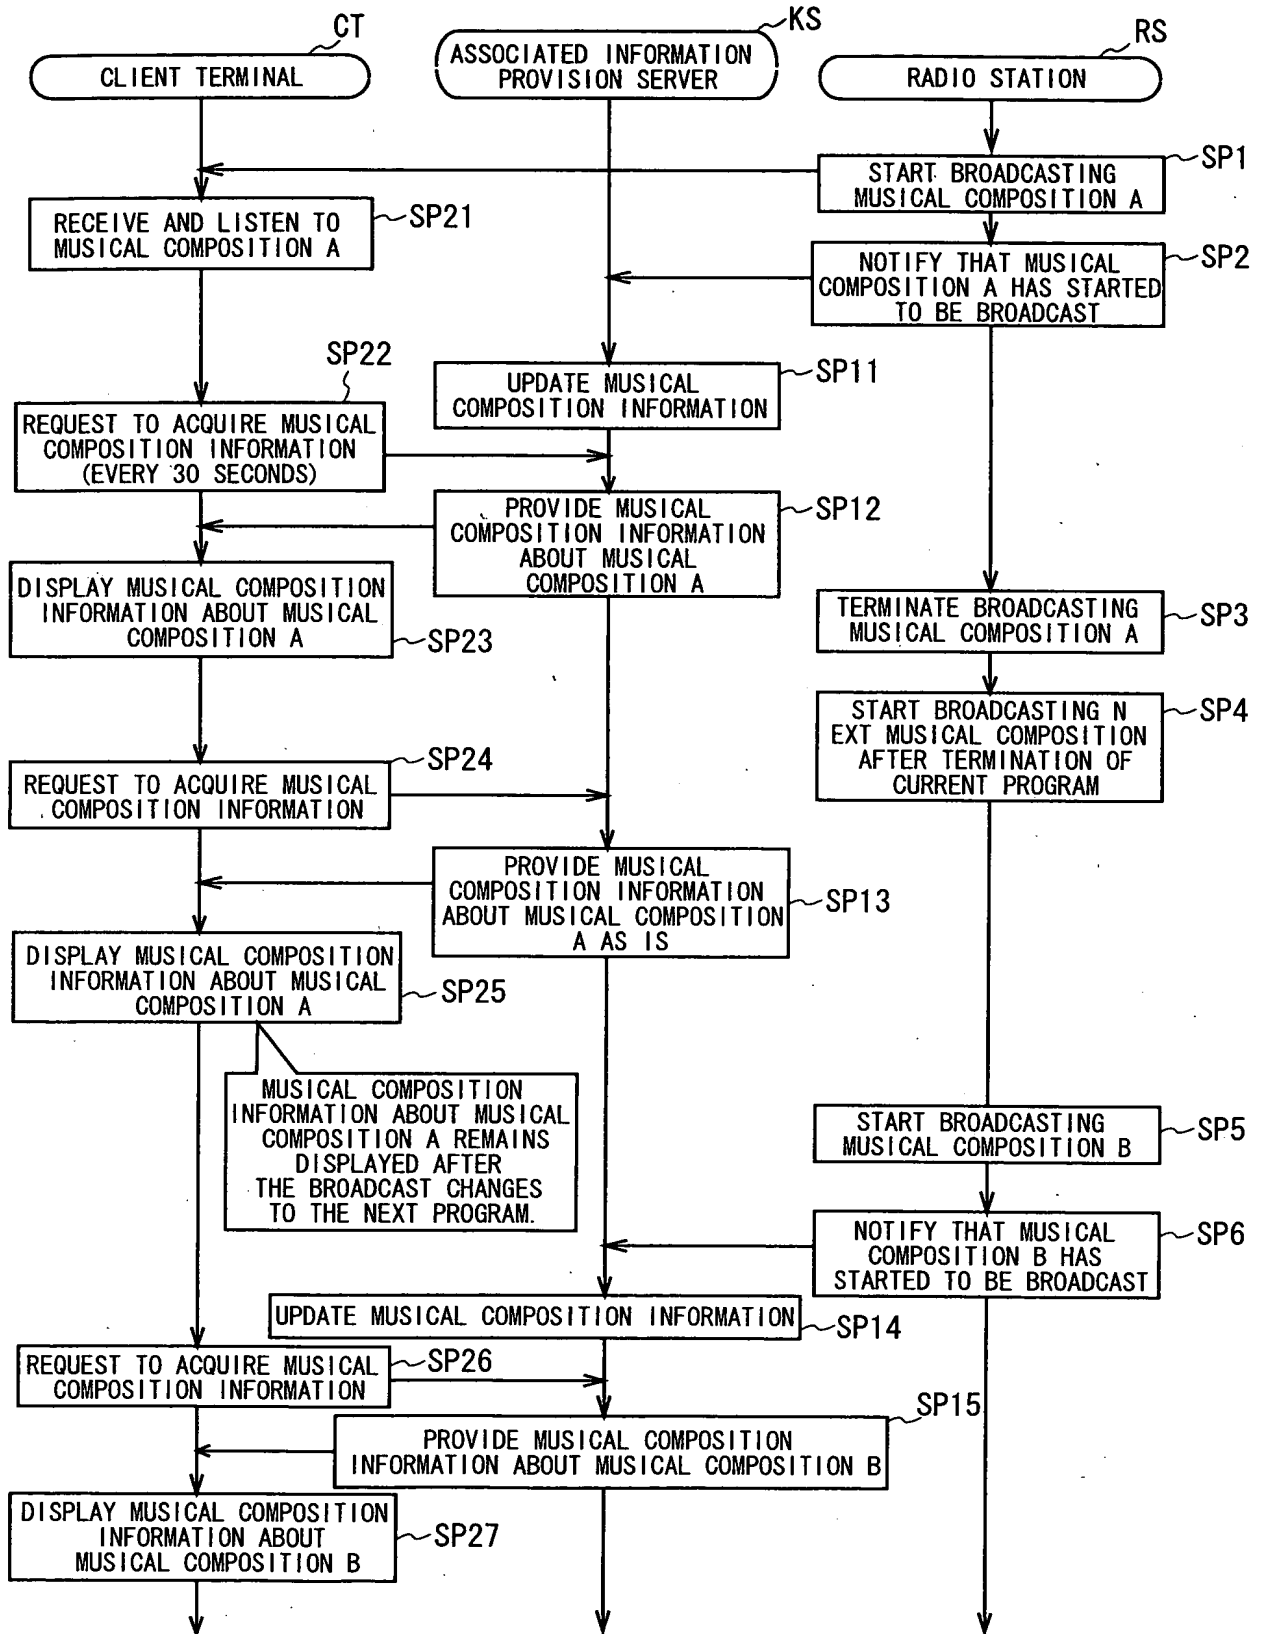 CT
CLIENT TERMINAL
KS
ASSOCIATED INFORMATION
PROVISION SERVER
RS
RADIO STATION
START BROADCASTING
MUSICAL COMPOSITION A
SP1
RECEIVE AND LISTEN TO
MUSICAL COMPOSITION A
SP21
NOTIFY THAT MUSICAL
COMPOSITION A HAS STARTED
TO BE BROADCAST
SP2
UPDATE MUSICAL
COMPOSITION INFORMATION
SP11
SP22
REQUEST TO ACQUIRE MUSICAL
COMPOSITION INFORMATION
(EVERY 30 SECONDS)
PROVIDE MUSICAL
COMPOSITION INFORMATION
ABOUT MUSICAL
COMPOSITION A
SP12
DISPLAY MUSICAL COMPOSITION
INFORMATION ABOUT MUSICAL
COMPOSITION A
SP23
TERMINATE BROADCASTING
MUSICAL COMPOSITION A
SP3
START BROADCASTING N
EXT MUSICAL COMPOSITION
AFTER TERMINATION OF
CURRENT PROGRAM
SP4
REQUEST TO ACQUIRE MUSICAL
COMPOSITION INFORMATION
SP24
PROVIDE MUSICAL
COMPOSITION INFORMATION
ABOUT MUSICAL COMPOSITION
A AS IS
SP13
DISPLAY MUSICAL COMPOSITION
INFORMATION ABOUT MUSICAL
COMPOSITION A
SP25
MUSICAL COMPOSITION
INFORMATION ABOUT MUSICAL
COMPOSITION A REMAINS
DISPLAYED AFTER
THE BROADCAST CHANGES
TO THE NEXT PROGRAM.
START BROADCASTING
MUSICAL COMPOSITION B
SP5
NOTIFY THAT MUSICAL
COMPOSITION B HAS
STARTED TO BE BROADCAST
SP6
UPDATE MUSICAL COMPOSITION INFORMATION
SP14
REQUEST TO ACQUIRE MUSICAL
COMPOSITION INFORMATION
SP26
PROVIDE MUSICAL COMPOSITION
INFORMATION ABOUT MUSICAL COMPOSITION B
SP15
DISPLAY MUSICAL COMPOSITION
INFORMATION ABOUT
MUSICAL COMPOSITION B
SP27